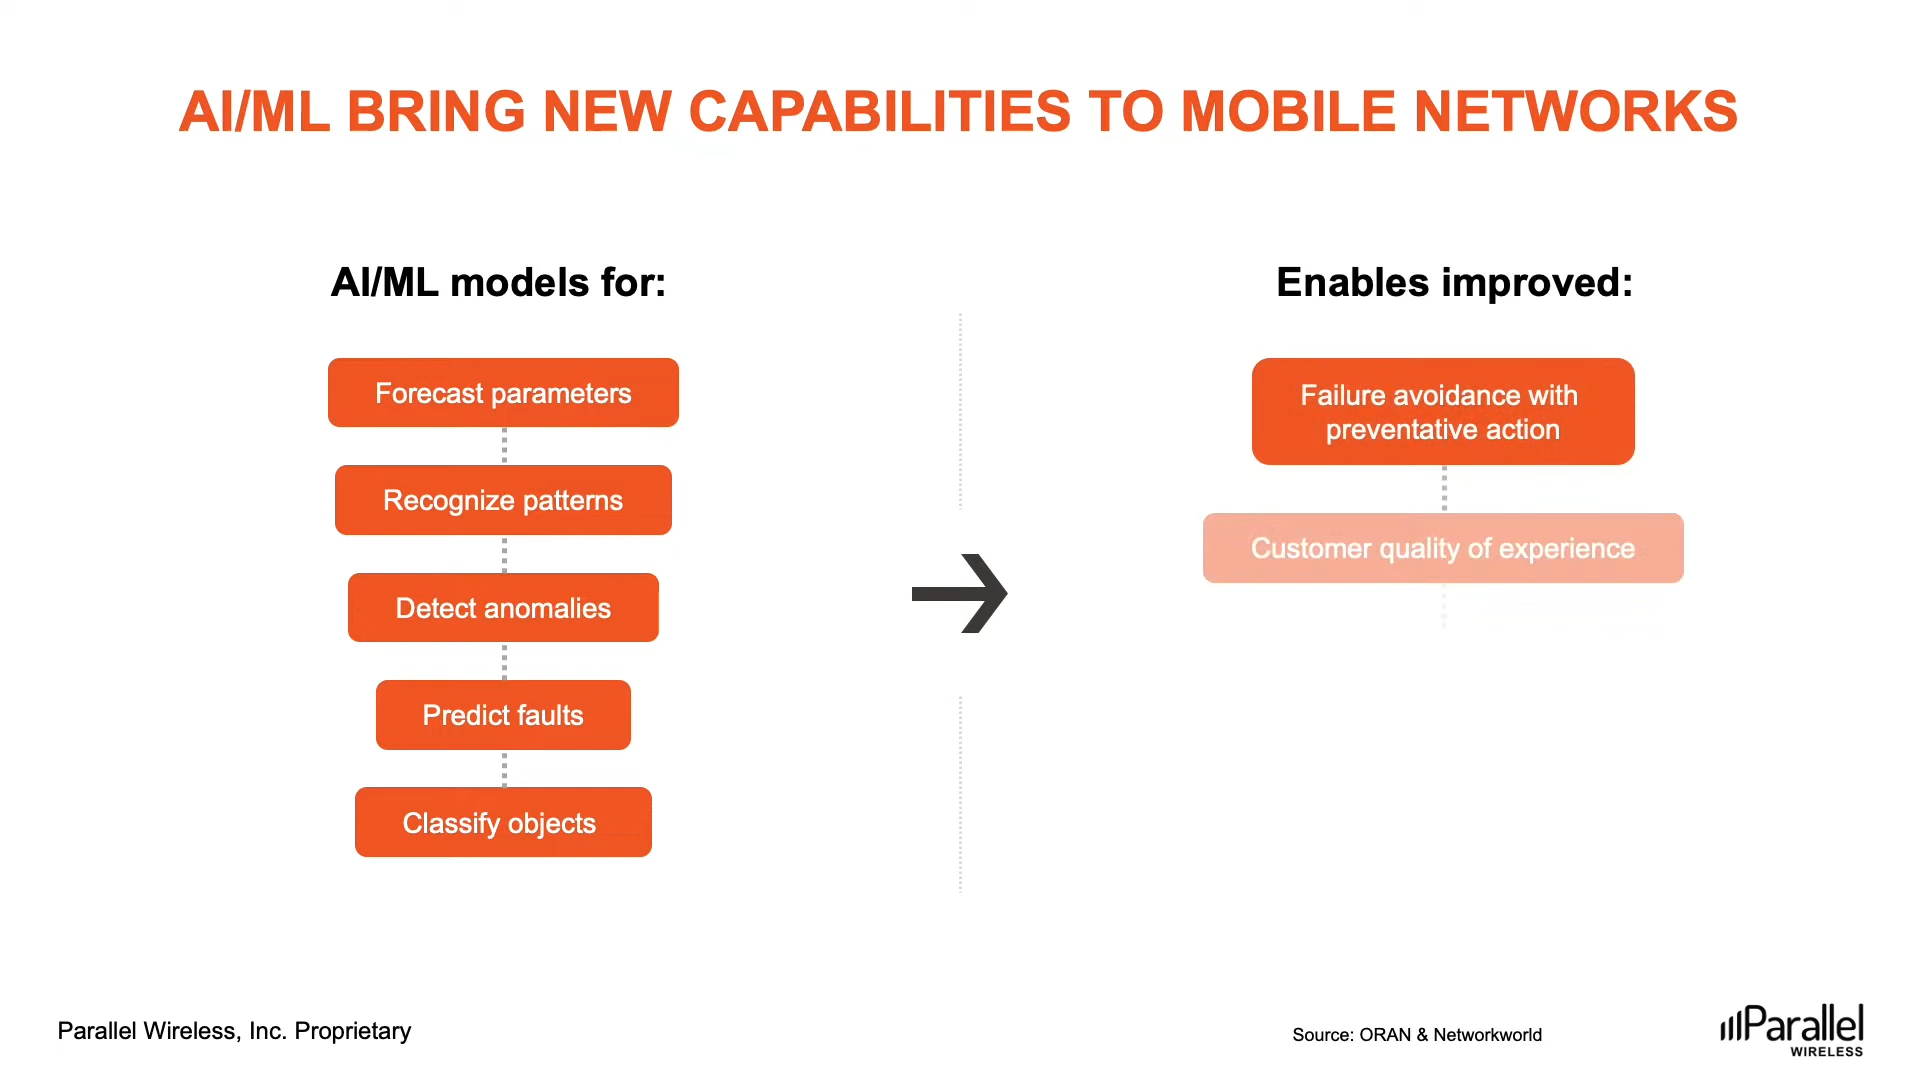 AI/ML BRING NEW CAPABILITIES TO MOBILE NETWORKS
AI/ML models for:
Forecast parameters
Recognize patterns
Detect anomalies
Predict faults
Classify objects
Enables improved:
Failure avoidance with
preventative action
Customer quality of experience
Parallel Wireless, Inc. Proprietary
Source: ORAN & Networkworld
Parallel
WIRELESS